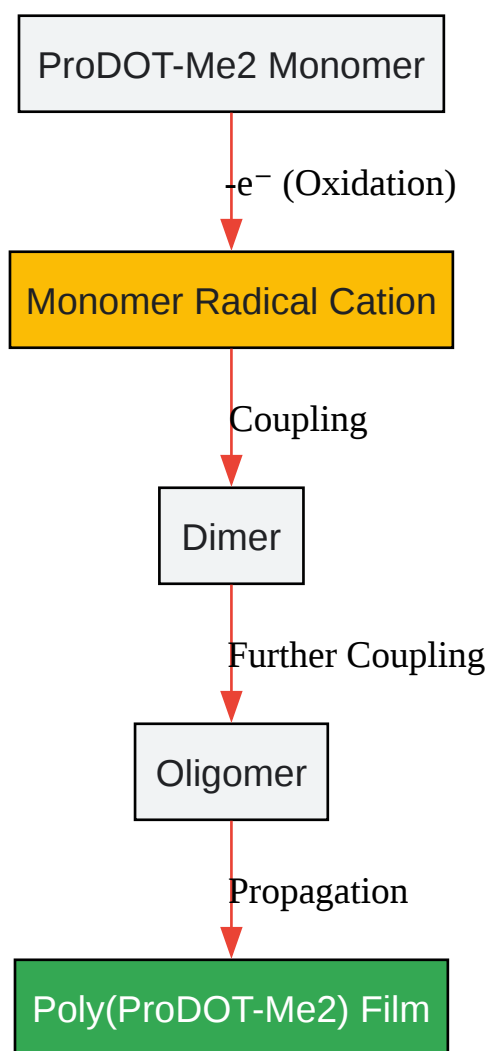 ProDOT-Me2 Monomer
-e⁻ (Oxidation)
Monomer Radical Cation
Coupling
Dimer
Further Coupling
Oligomer
Propagation
Poly(ProDOT-Me2) Film